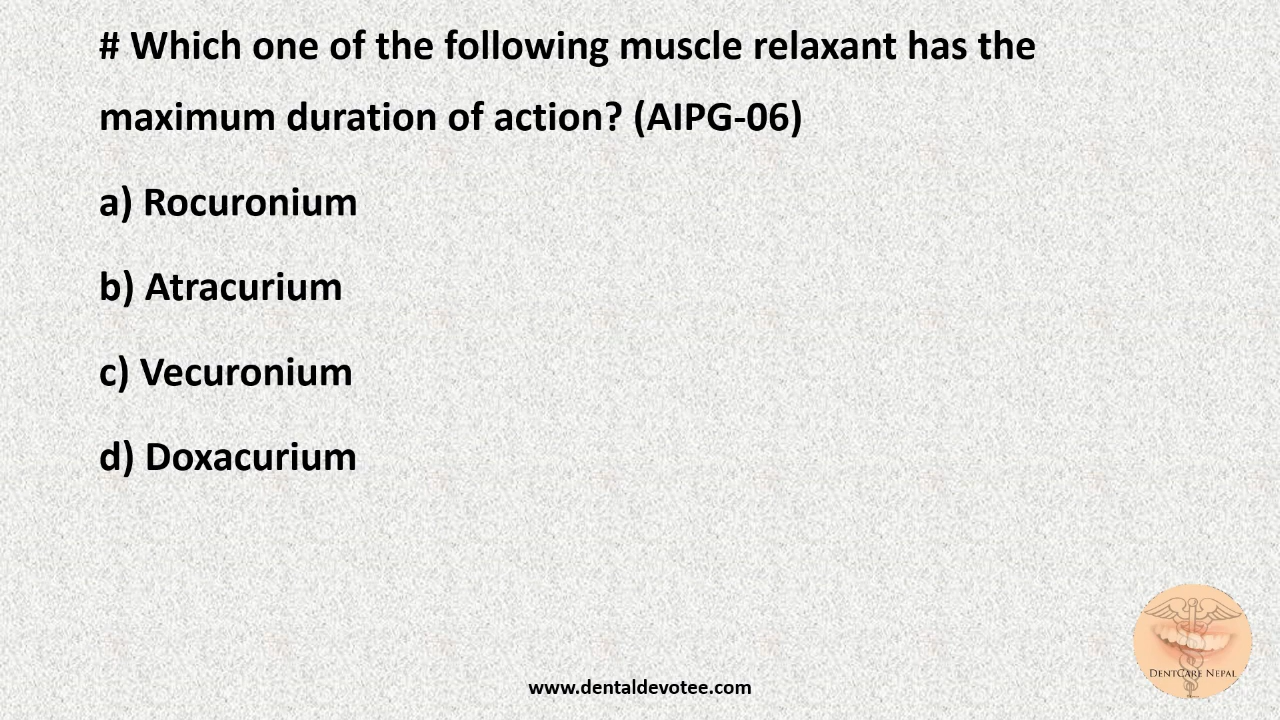 # Which one of the following muscle relaxant has the
maximum duration of action? (AIPG-06)
a) Rocuronium
b) Atracurium
c) Vecuronium
d) Doxacurium
DENTCARE NEPAL
www.dentaldevotee.com